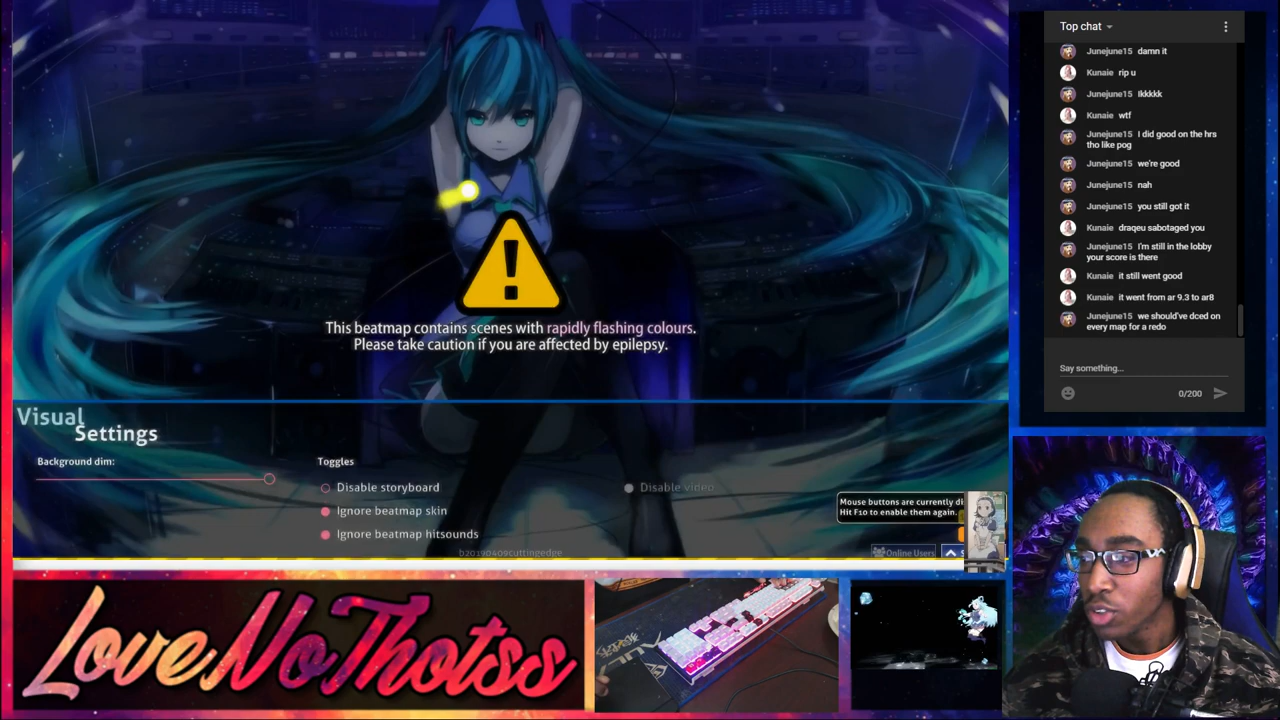 Top chat
Junejune15 damn it
Kunaie rip u
Junejune15 lkkkkk
Kunaie wtf
Junejune15 I did good on the hrs
tho like pog
Junejune15 we're good
Junejune15 nah
Junejune15 you still got it
Kunaie draqeu sabotaged you
Junejune15 I'm still in the lobby
your score is there
Kunaie it still went good
Kunaie it went from ar 9.3 to ar8
Junejune15 we should've dced on
every map for a redo
Say something...
0/200
This beatmap contains scenes with rapidly flashing colours.
Please take caution if you are affected by epilepsy.
Visual
Settings
Background dim:
Toggles
Disable storyboard
Disable video
Ignore beatmap skin
Ignore beatmap hitsounds
Mouse buttons are currently di
Hit F10 to enable them again.
b20190409cuttingedge
Online Users
LoveNoThotss